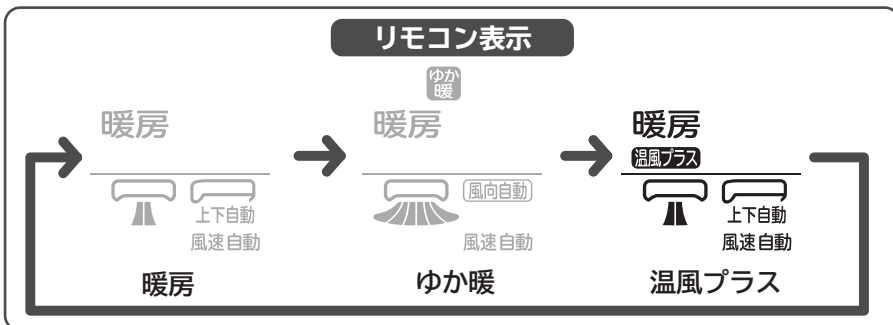 リモコン表示
暖房
上下自動
風速自動
暖房
ゆか
暖
暖房
風向自動
風速自動
ゆか暖
暖房
温風プラス
上下自動
風速自動
温風プラス